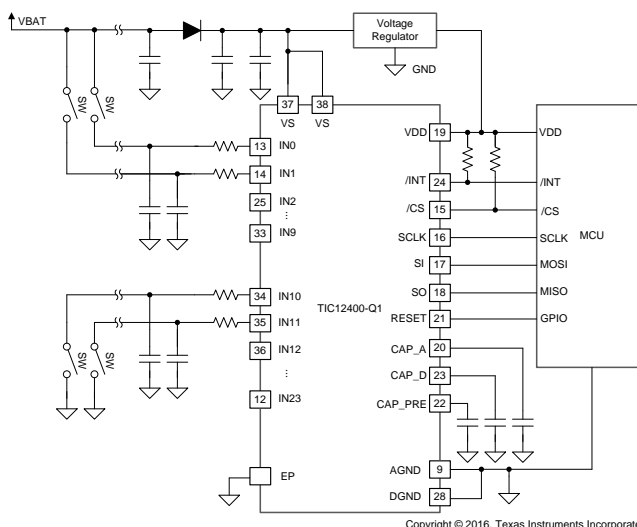 VBAT
Voltage
Regulator
GND
SW
SW
37
38
VS
VS
VDD
19
VDD
13
IN0
14
IN1
/INT
24
/INT
25
IN2
/CS
15
/CS
⋮
33
IN9
SCLK
16
SCLK
MCU
SI
17
MOSI
34
IN10
TIC12400-Q1
SO
18
MISO
35
IN11
RESET
21
GPIO
36
IN12
CAP_A
20
SW
SW
CAP_D
23
⋮
12
IN23
CAP_PRE
22
EP
AGND
9
DGND
28
Copyright © 2016, Texas Instruments Incorporate